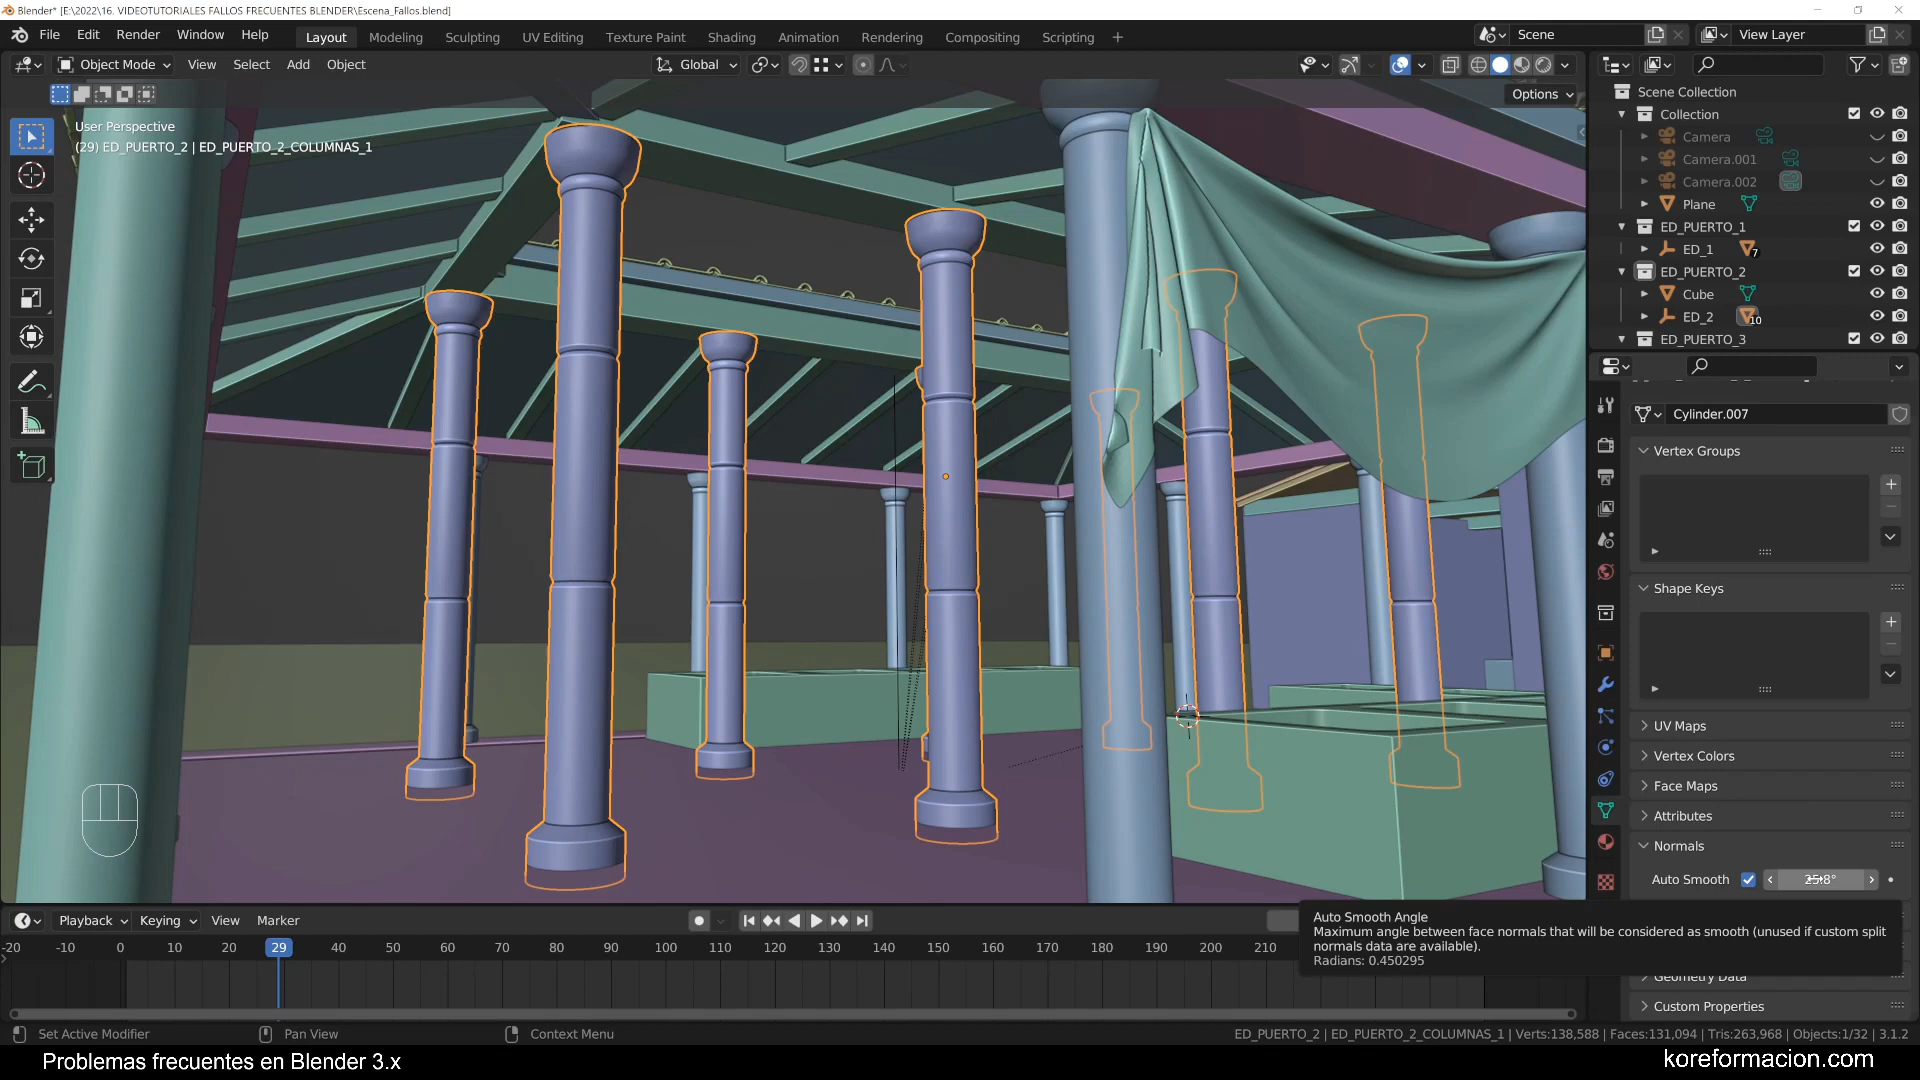 Blender* [E:\2022\16. VIDEOTUTORIALES FALLOS FRECUENTES BLENDER\Escena_Fallos.blend]
File Edit Render Window Help Layout Modeling Sculpting UV Editing Texture Paint Shading Animation Rendering Compositing Scripting + Scene View Layer
Object Mode View Select Add Object Global
Options
Scene Collection
Collection
Camera
Camera.001
Camera.002
Plane
ED_PUERTO_1
ED_1 7
ED_PUERTO_2
Cube
ED_2 10
ED_PUERTO_3
User Perspective
(29) ED_PUERTO_2 | ED_PUERTO_2_COLUMNAS_1
Cylinder.007
Vertex Groups
Shape Keys
UV Maps
Vertex Colors
Face Maps
Attributes
Normals
Auto Smooth 25.8°
Auto Smooth Angle
Maximum angle between face normals that will be considered as smooth (unused if custom split
normals data are available).
Radians: 0.450295
Geometry Data
Custom Properties
Playback Keying View Marker
-20 -10 0 10 20 29 40 50 60 70 80 90 100 110 120 130 140 150 160 170 180 190 200 210
Set Active Modifier Pan View Context Menu
ED_PUERTO_2 | ED_PUERTO_2_COLUMNAS_1 | Verts:138,588 | Faces:131,094 | Tris:263,968 | Objects:1/32 | 3.1.2
Problemas frecuentes en Blender 3.x
koreformacion.com